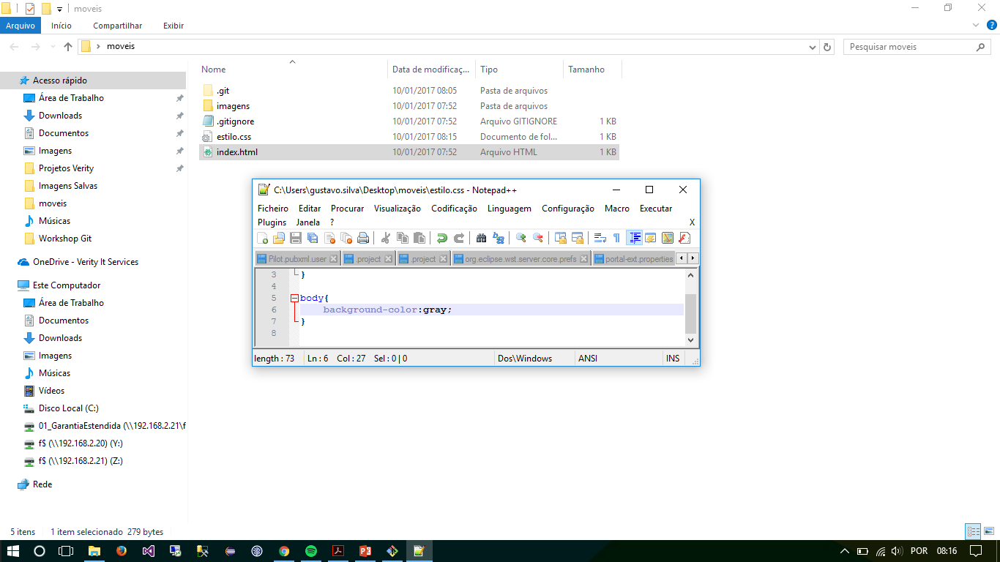 moveis
Arquivo Início Compartilhar Exibir
moveis
Pesquisar moveis
Nome Data de modificaç... Tipo Tamanho
.git 10/01/2017 08:05 Pasta de arquivos
imagens 10/01/2017 07:52 Pasta de arquivos
.gitignore 10/01/2017 07:52 Arquivo GITIGNORE 1 KB
estilo.css 10/01/2017 08:15 Documento de fol... 1 KB
index.html 10/01/2017 07:52 Arquivo HTML 1 KB
Acesso rápido
Área de Trabalho
Downloads
Documentos
Imagens
Projetos Verity
Imagens Salvas
moveis
Músicas
Workshop Git
OneDrive - Verity It Services
Este Computador
Área de Trabalho
Documentos
Downloads
Imagens
Músicas
Vídeos
Disco Local (C:)
01_GarantiaEstendida (\\192.168.2.21\f
f$ (\\192.168.2.20) (Y:)
f$ (\\192.168.2.21) (Z:)
Rede
C:\Users\gustavo.silva\Desktop\moveis\estilo.css - Notepad++
Ficheiro Editar Procurar Visualização Codificação Linguagem Configuração Macro Executar
Plugins Janela ? X
Pilot.pubxml.user .project .project org.eclipse.wst.server.core.prefs portal-ext.properties
3 }
4
5 body{
6 background-color:gray;
7 }
8
length : 73 Ln : 6 Col : 27 Sel : 0 | 0 Dos\Windows ANSI INS
5 itens 1 item selecionado 279 bytes
POR 08:16